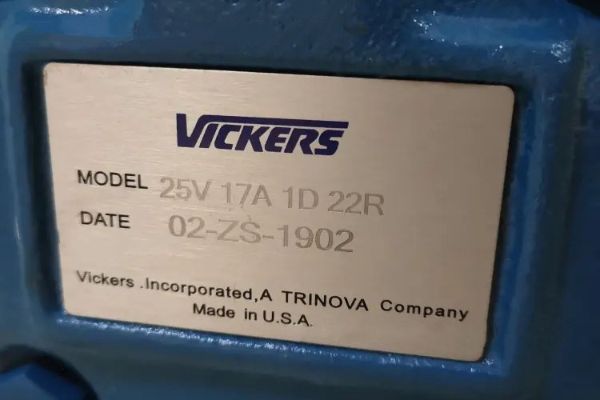 VICKERS
MODEL 25V 17A 1D 22R
DATE 02-ZS-1902
Vickers .Incorporated,A TRINOVA Company
Made in U.S.A.